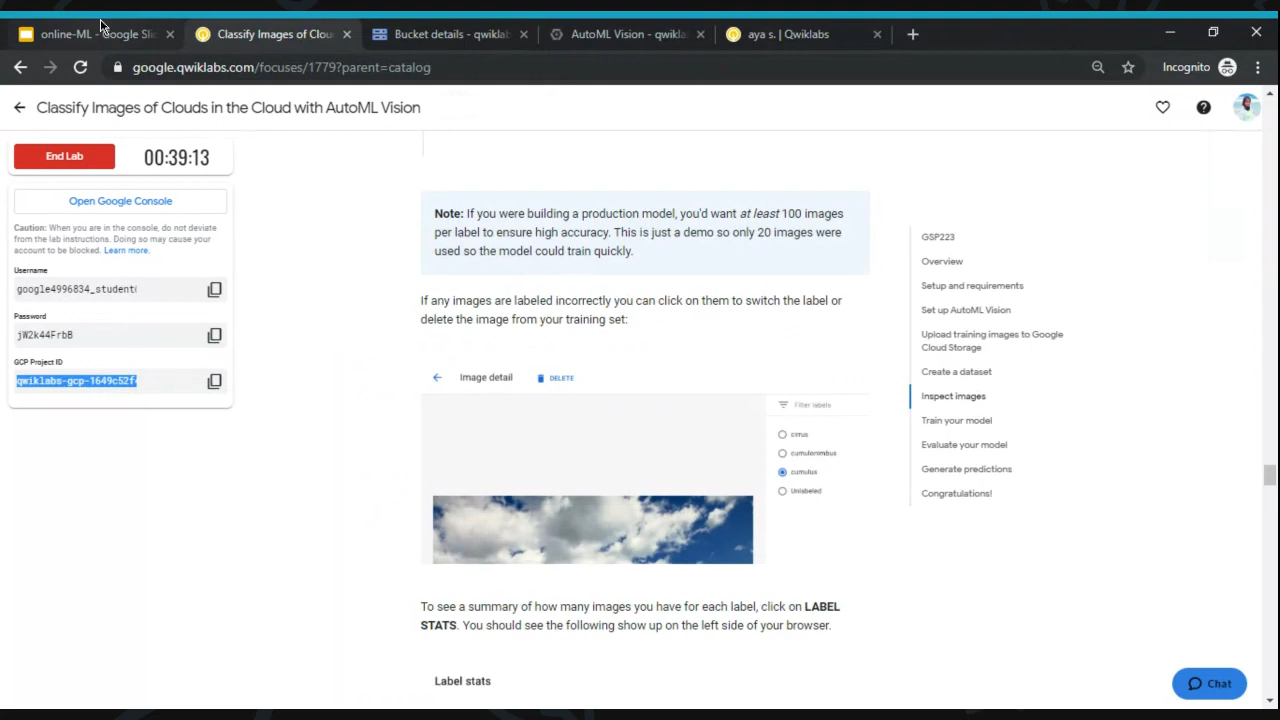 online-ML - Google Slic
Classify Images of Clou
Bucket details - qwiklab
AutoML Vision - qwikla
aya s. | Qwiklabs
google.qwiklabs.com/focuses/1779?parent=catalog
Incognito
Classify Images of Clouds in the Cloud with AutoML Vision
End Lab
00:39:13
Open Google Console
Caution: When you are in the console, do not deviate
from the lab instructions. Doing so may cause your
account to be blocked. Learn more.
Username
google4996834_student
Password
jW2k44FrbB
GCP Project ID
qwiklabs-gcp-1649c52f
Note: If you were building a production model, you'd want at least 100 images
per label to ensure high accuracy. This is just a demo so only 20 images were
used so the model could train quickly.
If any images are labeled incorrectly you can click on them to switch the label or
delete the image from your training set:
Image detail
DELETE
Filter labels
cirrus
cumulonimbus
cumulus
Unlabeled
To see a summary of how many images you have for each label, click on LABEL
STATS. You should see the following show up on the left side of your browser.
Label stats
GSP223
Overview
Setup and requirements
Set up AutoML Vision
Upload training images to Google
Cloud Storage
Create a dataset
Inspect images
Train your model
Evaluate your model
Generate predictions
Congratulations!
Chat